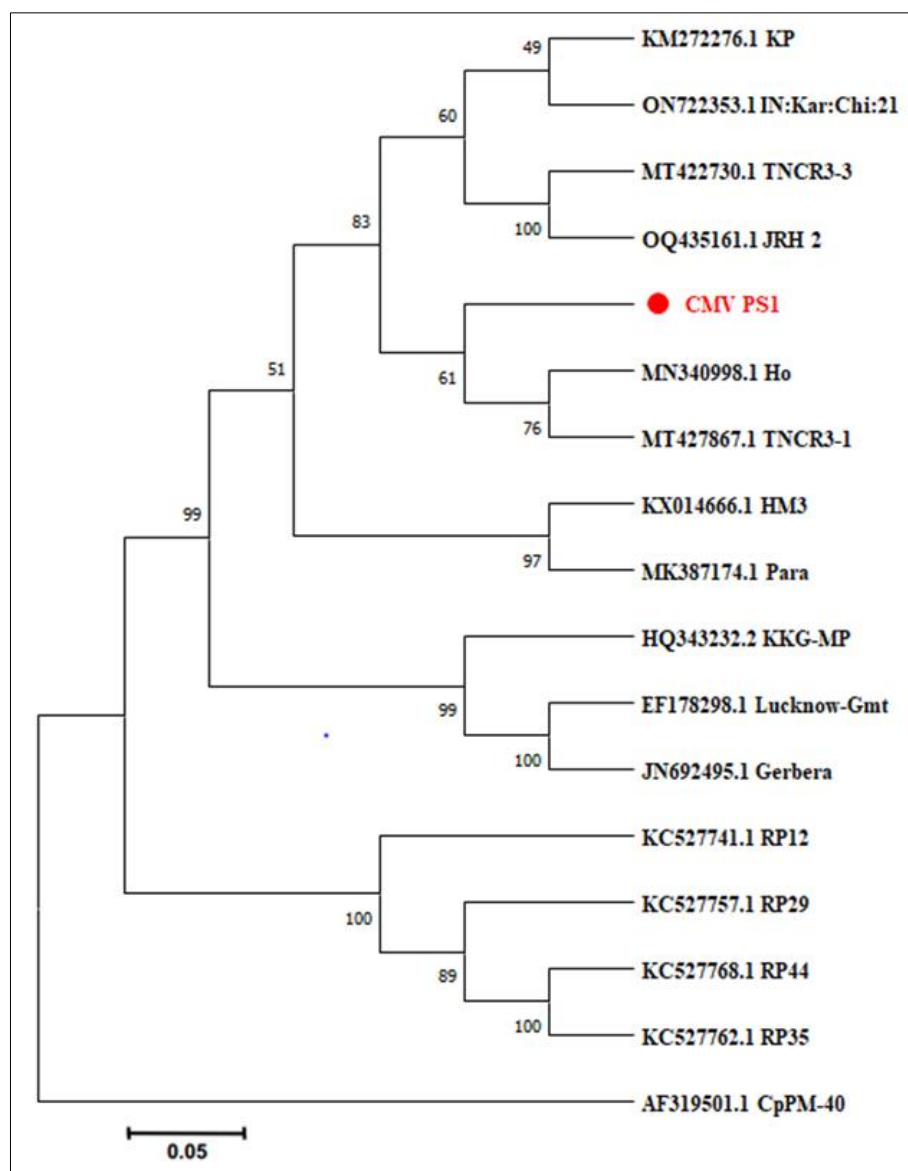 49
KM272276.1 KP
ON722353.1 IN:Kar:Chi:21
60
MT422730.1 TNCR3-3
83
100
OQ435161.1 JRH 2
CMV PS1
51
61
MN340998.1 Ho
76
MT427867.1 TNCR3-1
99
KX014666.1 HM3
97
MK387174.1 Para
HQ343232.2 KKG-MP
99
EF178298.1 Lucknow-Gmt
100
JN692495.1 Gerbera
KC527741.1 RP12
100
KC527757.1 RP29
89
KC527768.1 RP44
100
KC527762.1 RP35
AF319501.1 CpPM-40
0.05